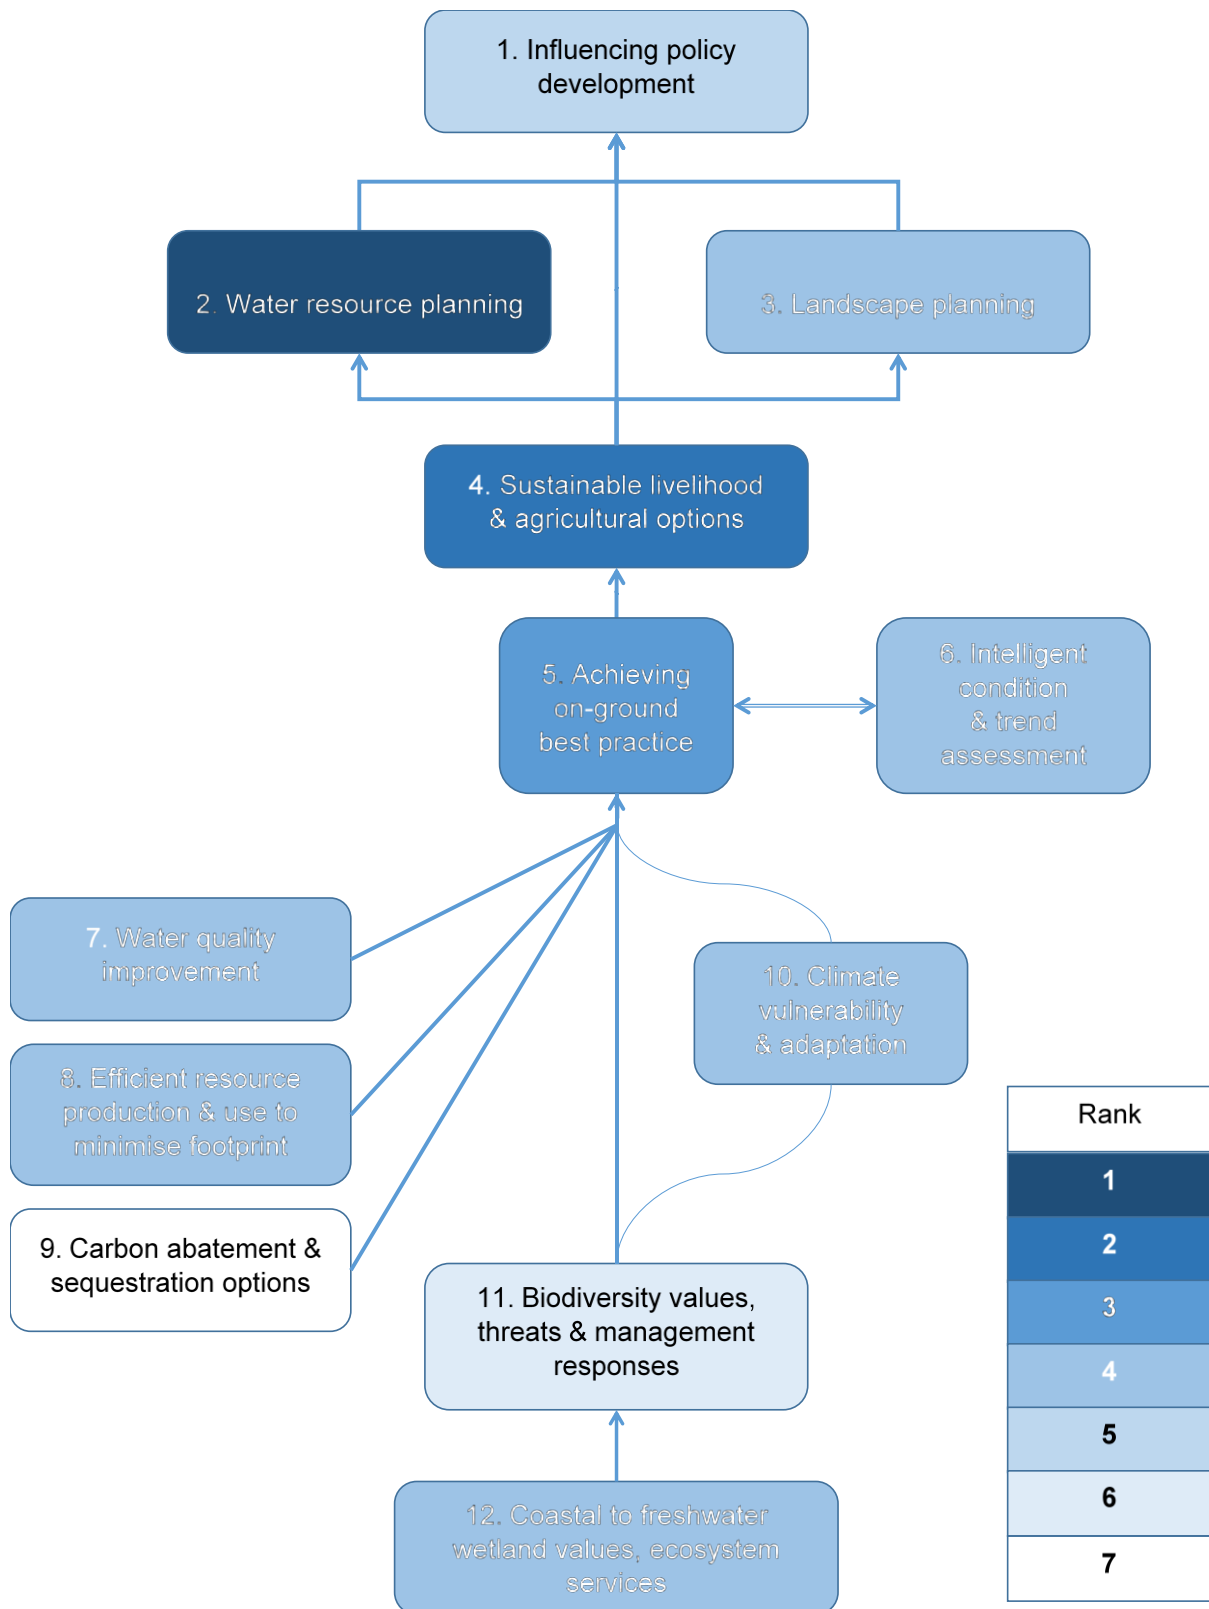 1. Influencing policy
development
2. Water resource planning
3. Landscape planning
4. Sustainable livelihood
& agricultural options
5. Achieving
on-ground
best practice
6. Intelligent
condition
& trend
assessment
7. Water quality
improvement
8. Efficient resource
production & use to
minimise footprint
9. Carbon abatement &
sequestration options
10. Climate
vulnerability
& adaptation
11. Biodiversity values,
threats & management
responses
12. Coastal to freshwater
wetland values, ecosystem
services
Rank
1
2
3
4
5
6
7